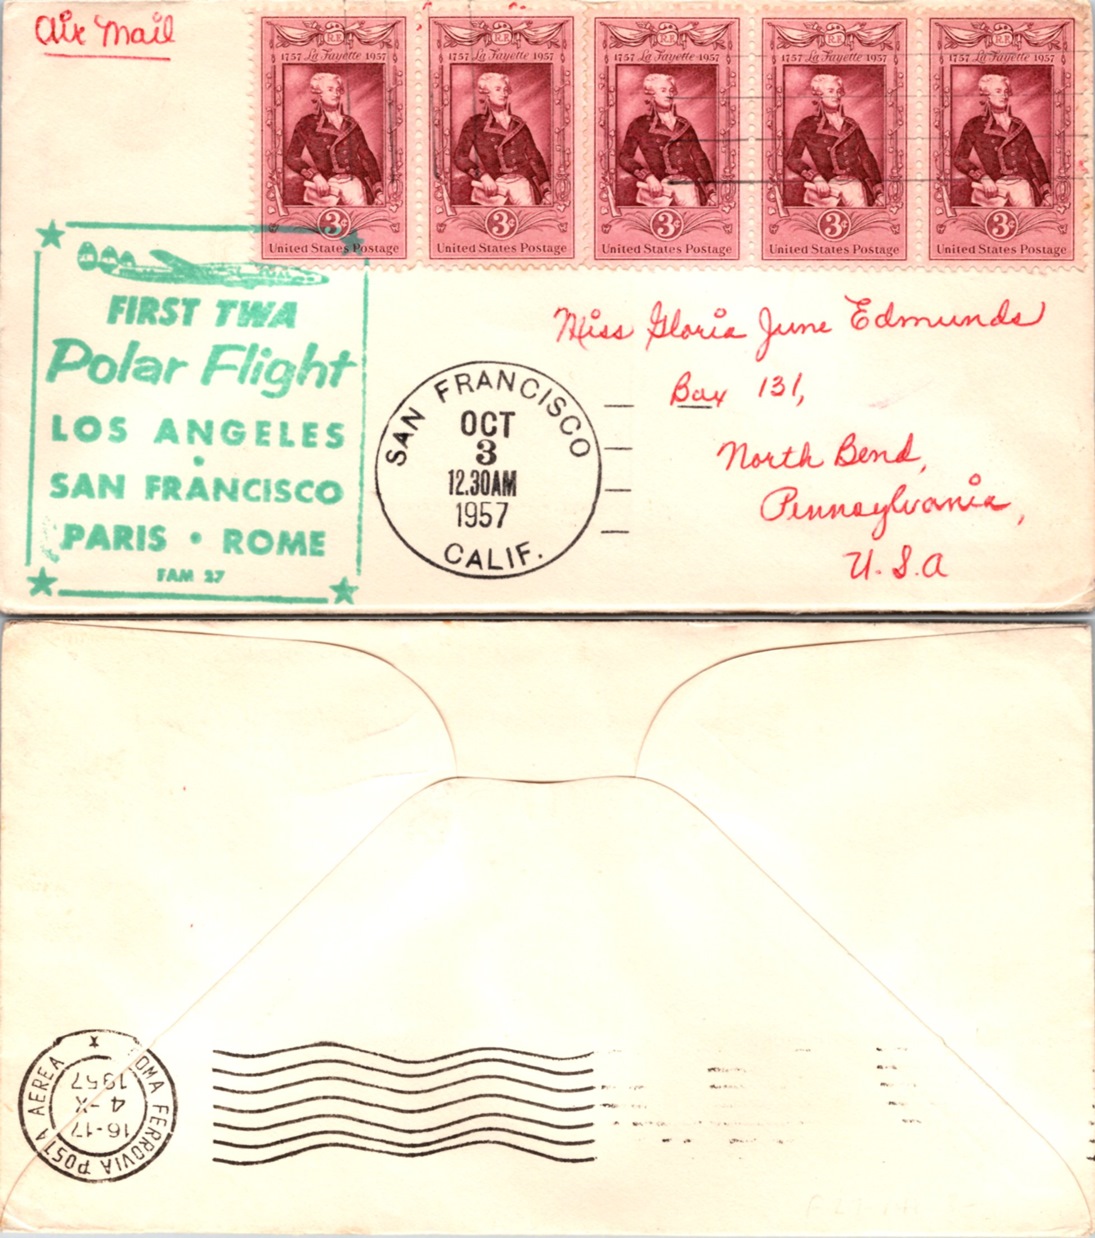 Air Mail
R.F.
1757 La Fayette 1957
3¢
United States Postage
R.F.
1757 La Fayette 1957
3¢
United States Postage
R.F.
1757 La Fayette 1957
3¢
United States Postage
R.F.
1757 La Fayette 1957
3¢
United States Postage
R.F.
1757 La Fayette 1957
3¢
United States Postage
FIRST TWA
Polar Flight
LOS ANGELES
•
SAN FRANCISCO
PARIS • ROME
FAM 27
SAN FRANCISCO
OCT
3
12.30AM
1957
CALIF.
Miss Gloria June Edmunds
Box 131,
North Bend,
Pennsylvania,
U.S.A
ROMA FERROVIA POSTA AEREA
16-17
4-X
1957